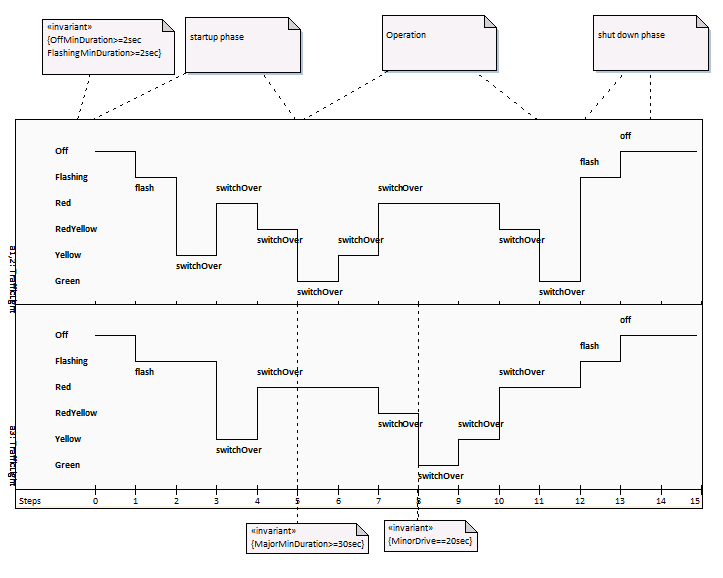 «invariant»
{OffMinDuration>=2sec
FlashingMinDuration>=2sec}
startup phase
Operation
shut down phase
off
Off
Flashing
flash
flash
Red
switchOver
switchOver
RedYellow
switchOver
switchOver
switchOver
Yellow
switchOver
Green
switchOver
switchOver
a1,2:TrafficLight
off
Off
Flashing
flash
flash
Red
switchOver
switchOver
RedYellow
switchOver
switchOver
Yellow
switchOver
Green
switchOver
a3:TrafficLight
Steps 0 1 2 3 4 5 6 7 8 9 10 11 12 13 14 15
«invariant»
{MajorMinDuration>=30sec}
«invariant»
{MinorDrive==20sec}